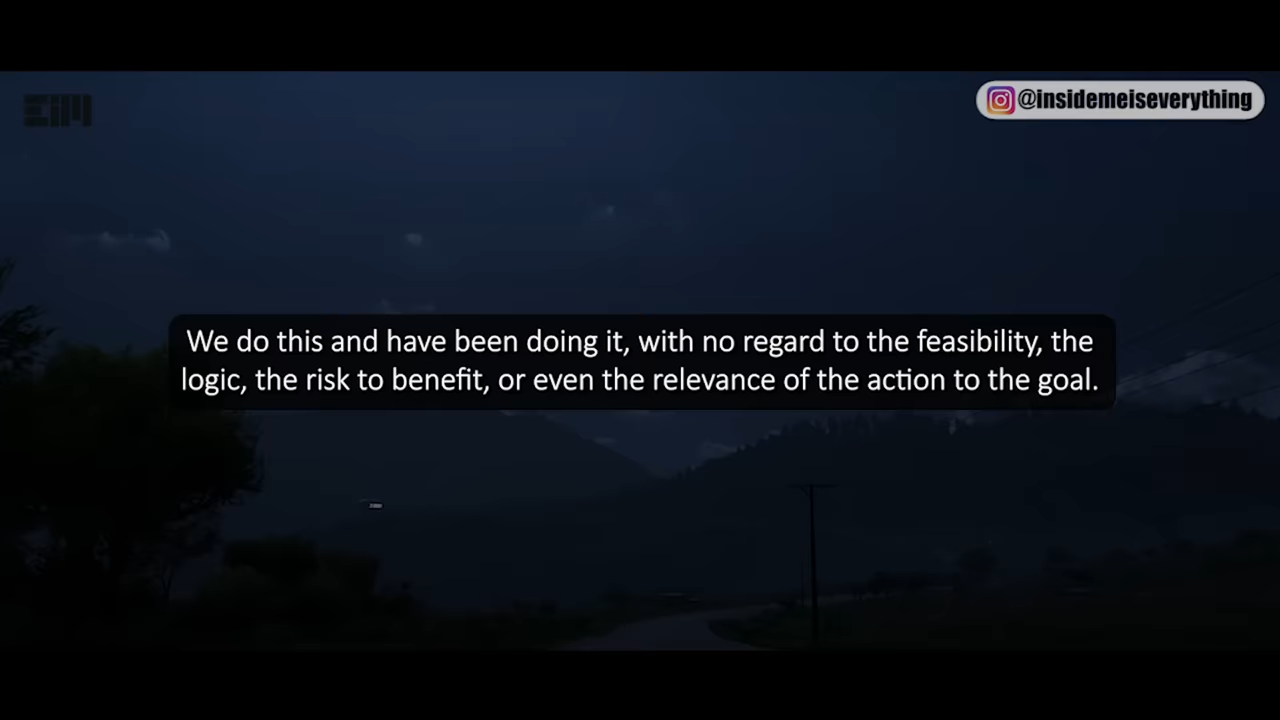 EiM
@insidemeiseverything
We do this and have been doing it, with no regard to the feasibility, the
logic, the risk to benefit, or even the relevance of the action to the goal.